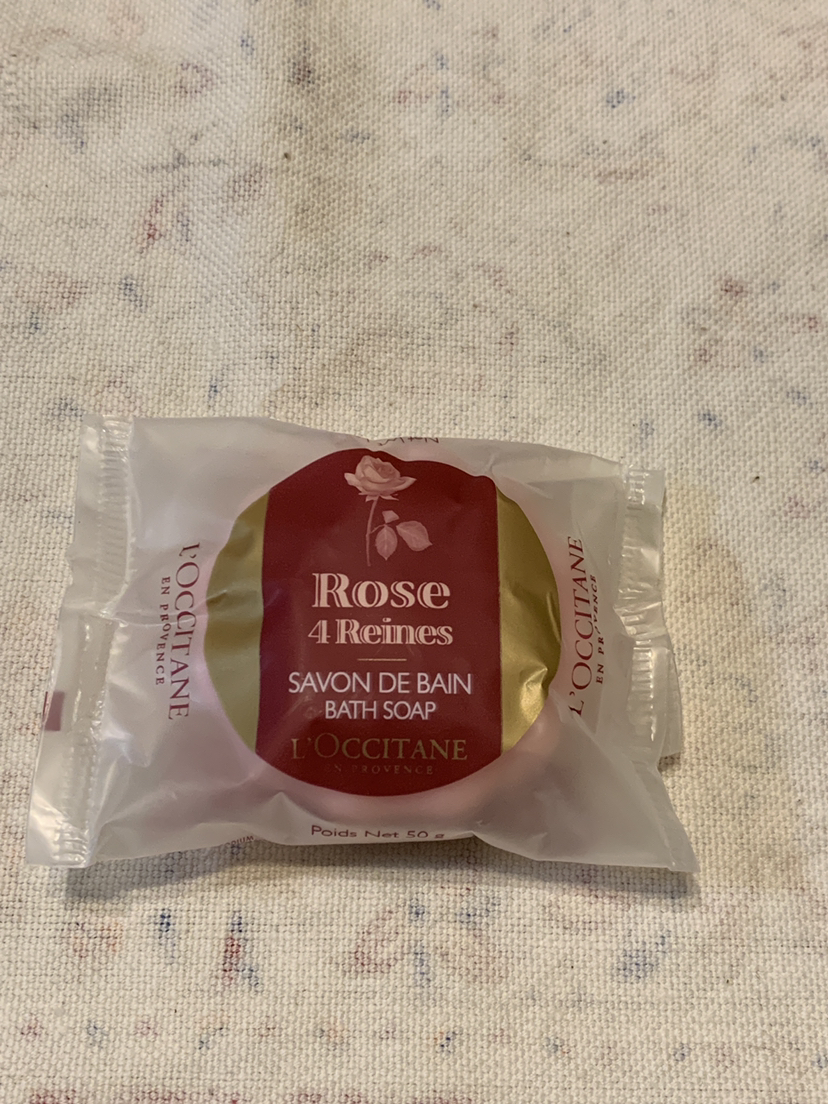 Rose
4 Reines
SAVON DE BAIN
BATH SOAP
L'OCCITANE
EN PROVENCE
L'OCCITANE
EN PROVENCE
L'OCCITANE
EN PROVENCE
Poids Net 50 g